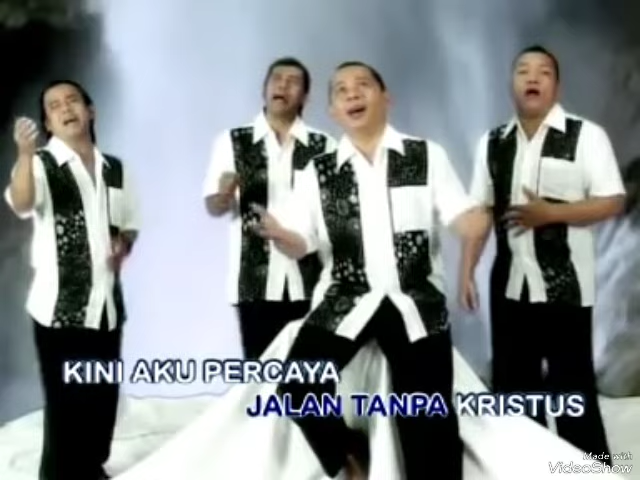 KINI AKU PERCAYA
JALAN TANPA KRISTUS
Made with
VideoShow